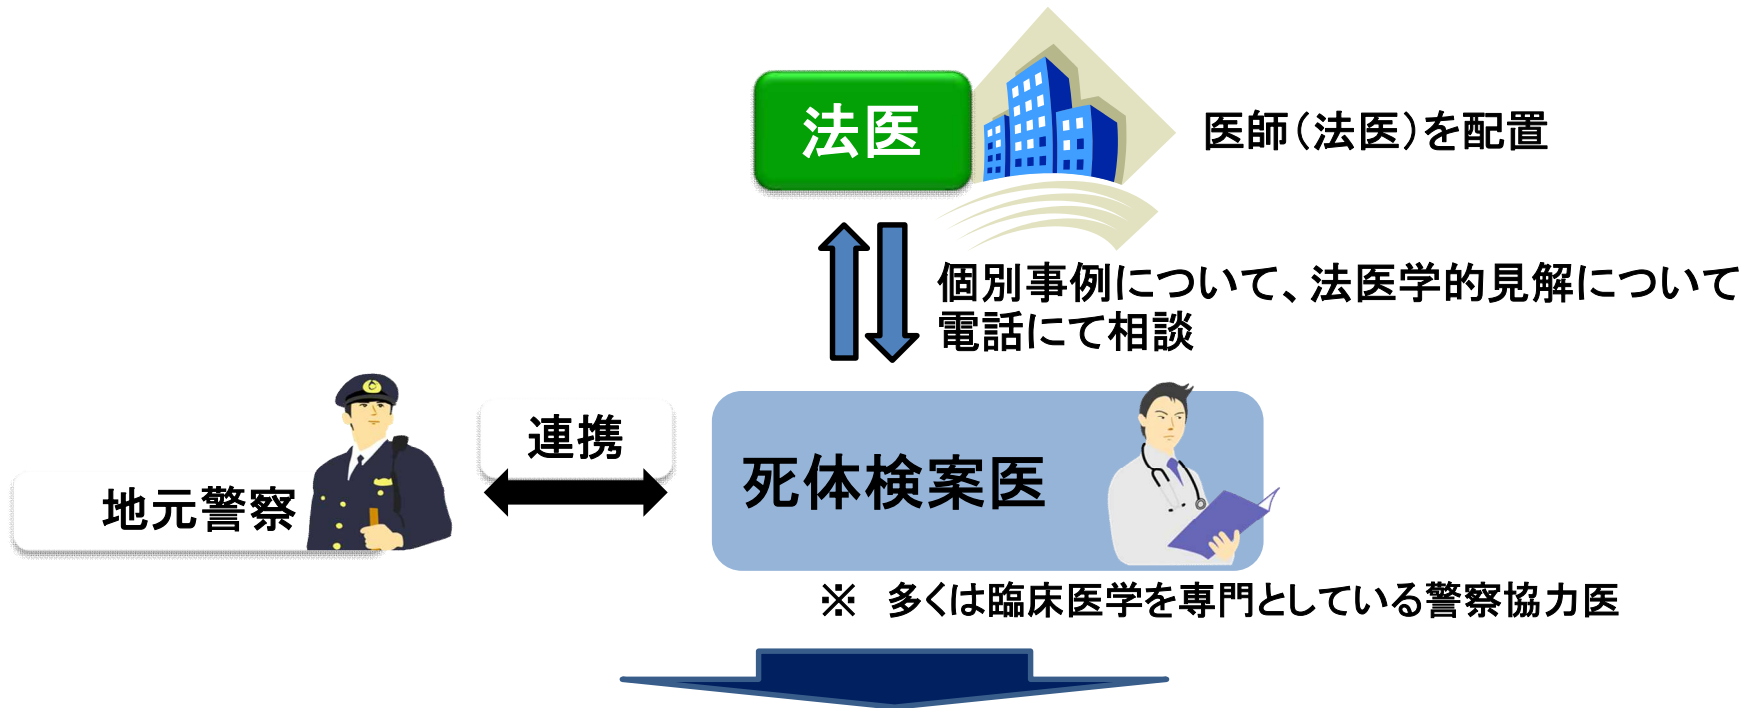 法医
医師（法医）を配置
個別事例について、法医学的見解について
電話にて相談
連携
地元警察
死体検案医
※　多くは臨床医学を専門としている警察協力医